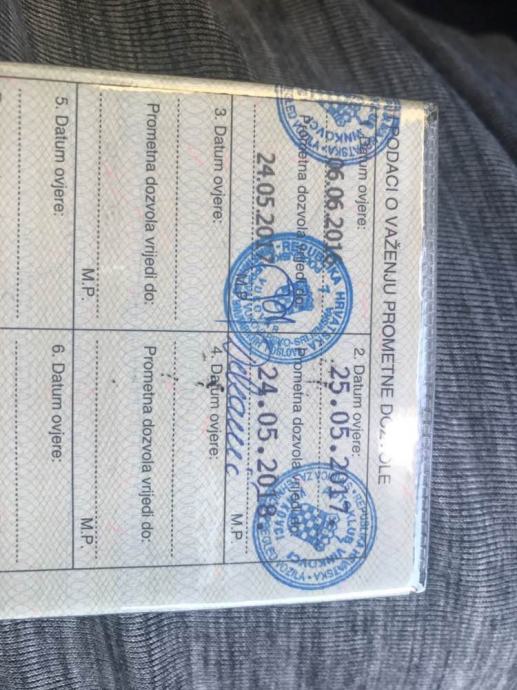 PODACI O VAŽENJU PROMETNE DOZVOLE
ovjere:
06.06.201
Prometna dozvola vrijedi do:
24.05.2017
M.P.
2. Datum ovjere:
25.05.2017.
Prometna dozvola vrijedi do:
24.05.2018.
M.P.
3. Datum ovjere:
Prometna dozvola vrijedi do:
M.P.
4. Datum ovjere:
Prometna dozvola vrijedi do:
M.P.
5. Datum ovjere:
6. Datum ovjere:
REPUBLIKA HRVATSKA
VINKOVCI